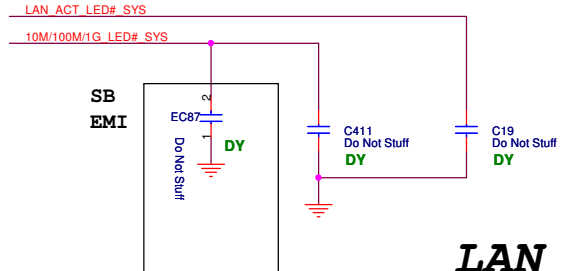 LAN_ACT_LED#_SYS
10M/100M/1G_LED#_SYS
SB
EMI
EC87
2
1
Do Not Stuff
DY
C411
Do Not Stuff
DY
C19
Do Not Stuff
DY
LAN